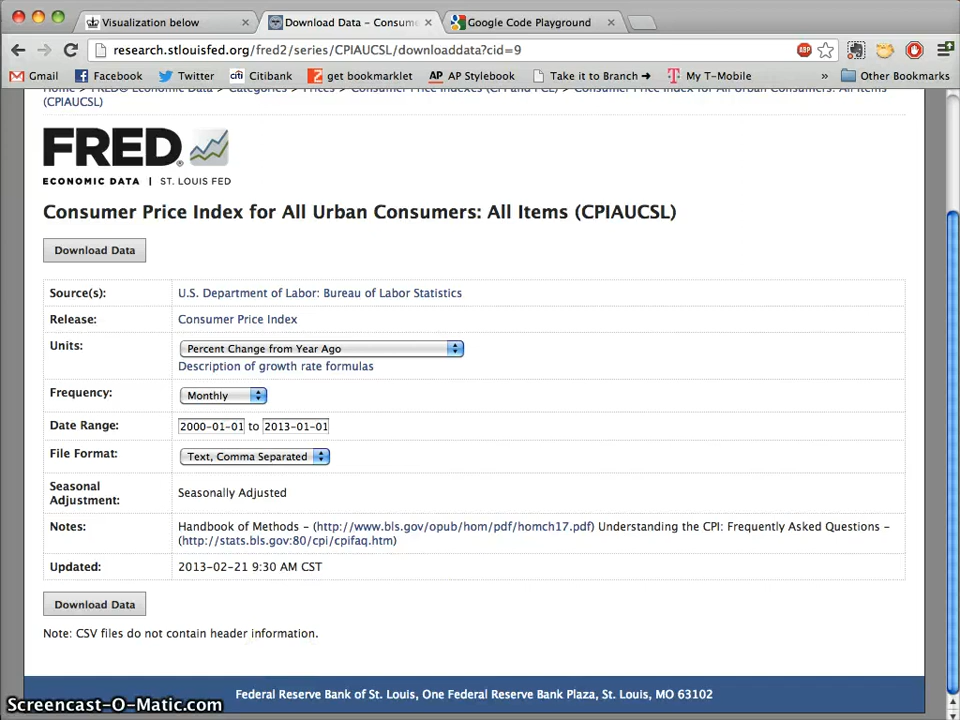 Visualization below
Download Data – Consume
Google Code Playground
research.stlouisfed.org/fred2/series/CPIAUCSL/downloaddata?cid=9
Gmail
Facebook
Twitter
Citibank
get bookmarklet
AP Stylebook
Take it to Branch →
My T-Mobile
»
Other Bookmarks
Home > FRED® Economic Data > Categories > Prices > Consumer Price Indexes (CPI and PCE) > Consumer Price Index for All Urban Consumers: All Items
(CPIAUCSL)
FRED®
ECONOMIC DATA | ST. LOUIS FED
Consumer Price Index for All Urban Consumers: All Items (CPIAUCSL)
Download Data
Source(s): U.S. Department of Labor: Bureau of Labor Statistics
Release: Consumer Price Index
Units: Percent Change from Year Ago
Description of growth rate formulas
Frequency: Monthly
Date Range: 2000-01-01 to 2013-01-01
File Format: Text, Comma Separated
Seasonal
Adjustment: Seasonally Adjusted
Notes: Handbook of Methods – (http://www.bls.gov/opub/hom/pdf/homch17.pdf) Understanding the CPI: Frequently Asked Questions –
(http://stats.bls.gov:80/cpi/cpifaq.htm)
Updated: 2013-02-21 9:30 AM CST
Download Data
Note: CSV files do not contain header information.
Federal Reserve Bank of St. Louis, One Federal Reserve Bank Plaza, St. Louis, MO 63102
Screencast-O-Matic.com